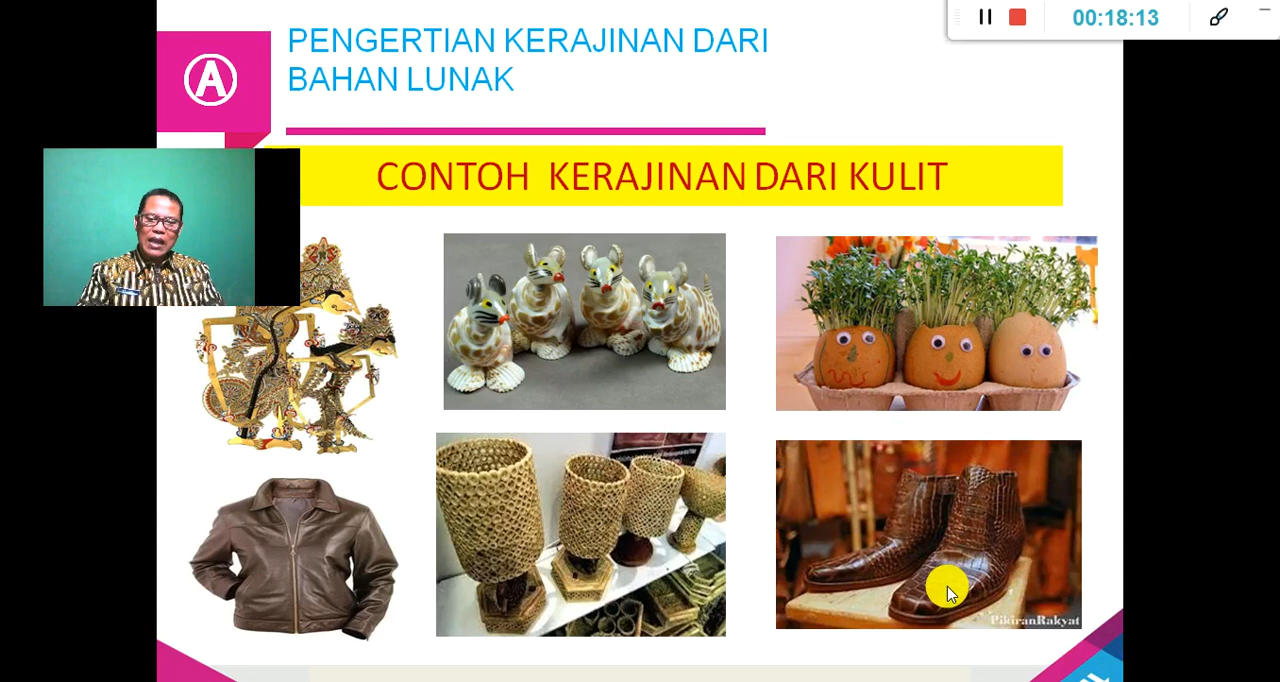 00:18:13
PENGERTIAN KERAJINAN DARI
BAHAN LUNAK
A
CONTOH KERAJINAN DARI KULIT
PikiranRakyat